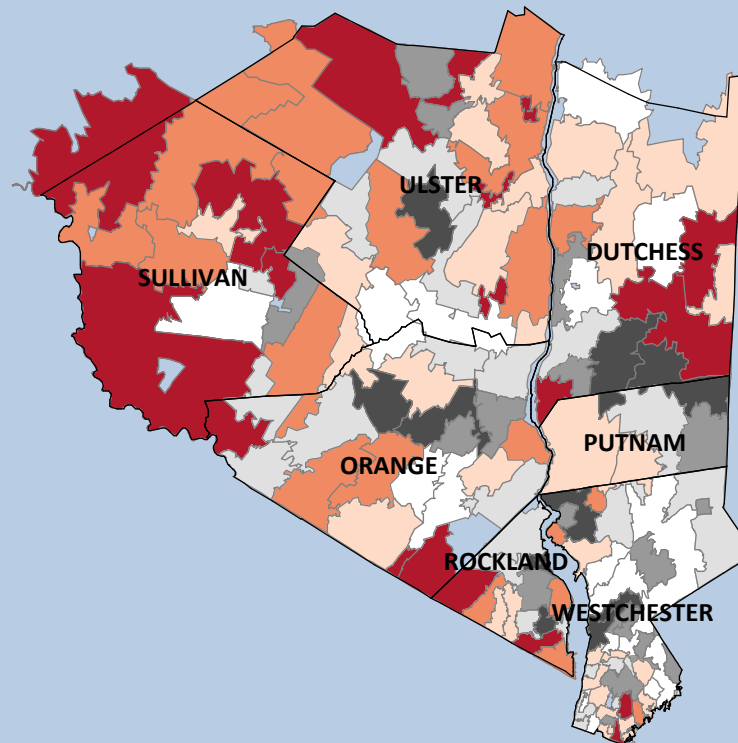 ULSTER
DUTCHESS
SULLIVAN
PUTNAM
ORANGE
ROCKLAND
WESTCHESTER